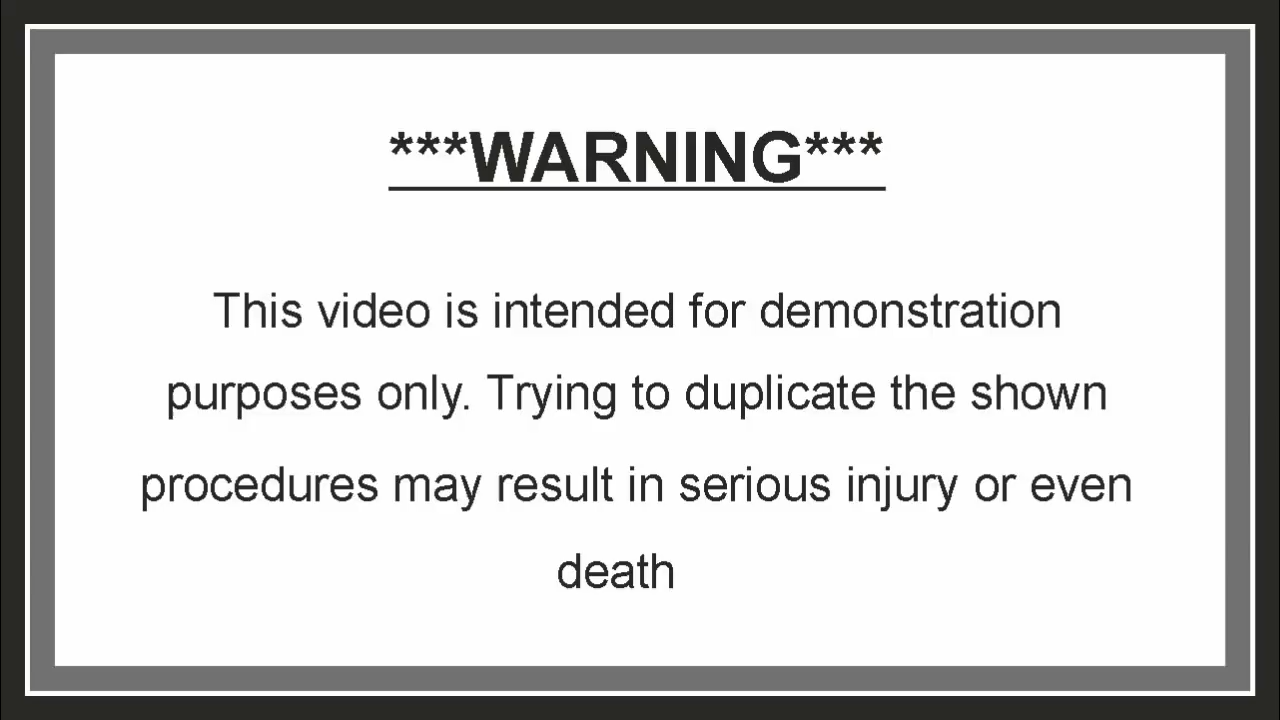 ***WARNING***
This video is intended for demonstration
purposes only. Trying to duplicate the shown
procedures may result in serious injury or even
death